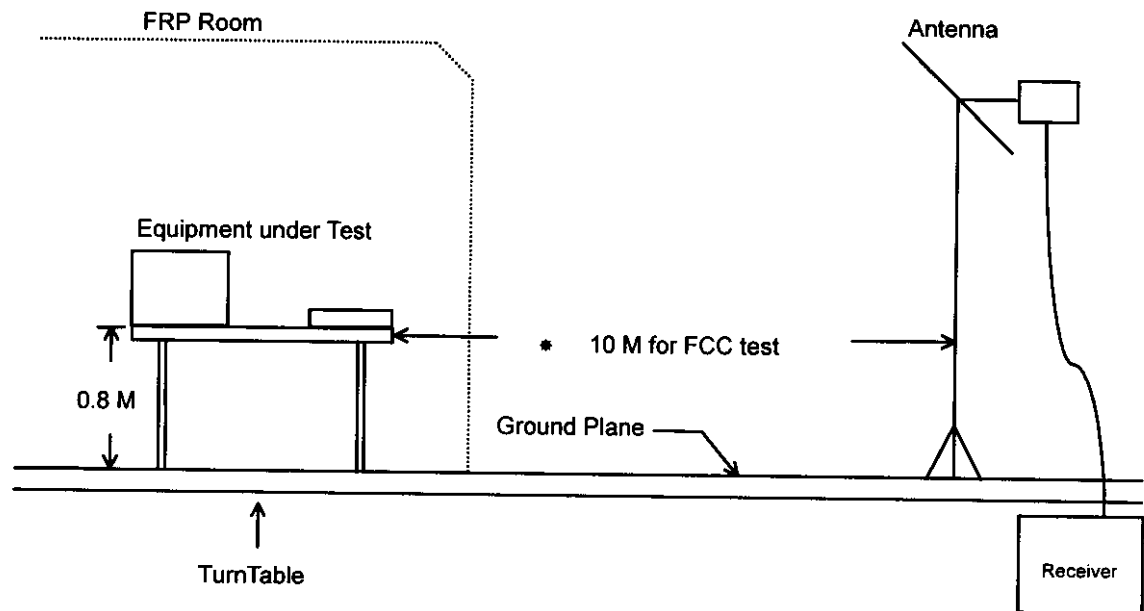 FRP Room
Antenna
Equipment under Test
* 10 M for FCC test
0.8 M
Ground Plane
TurnTable
Receiver